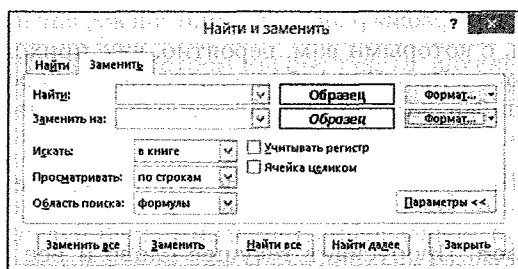 Найти и заменить ?
Найти Заменить
Найти: Образец Формат...
Заменить на: Образец Формат...
Искать: в книге Учитывать регистр
Просматривать: по строкам Ячейка целиком
Область поиска: формулы Параметры <<
Заменить все Заменить Найти все Найти далее Закрыть